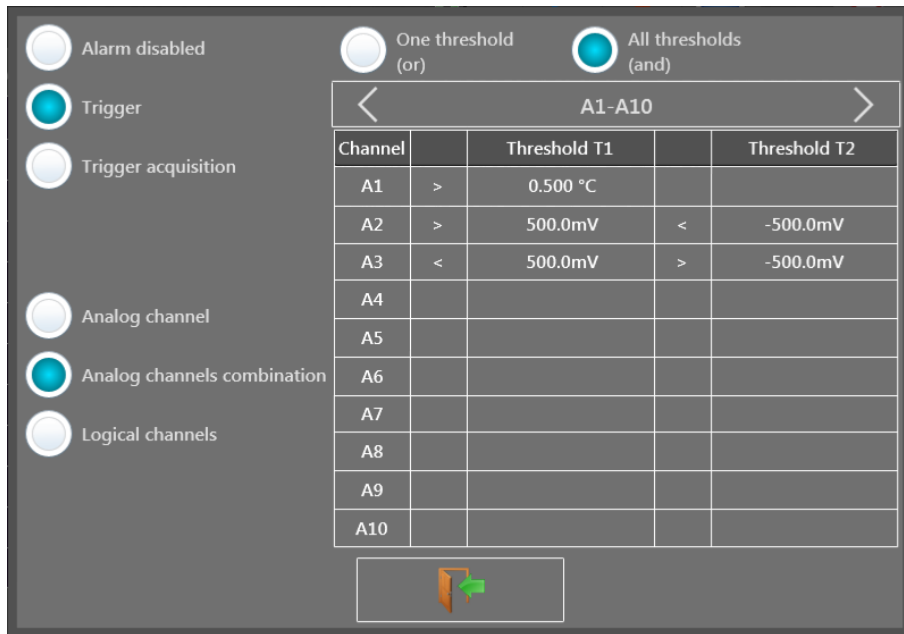 Alarm disabled
Trigger
Trigger acquisition
Analog channel
Analog channels combination
Logical channels
One threshold
(or)
All thresholds
(and)
A1-A10
Channel Threshold T1 Threshold T2
A1 > 0.500 °C
A2 > 500.0mV < -500.0mV
A3 < 500.0mV > -500.0mV
A4
A5
A6
A7
A8
A9
A10